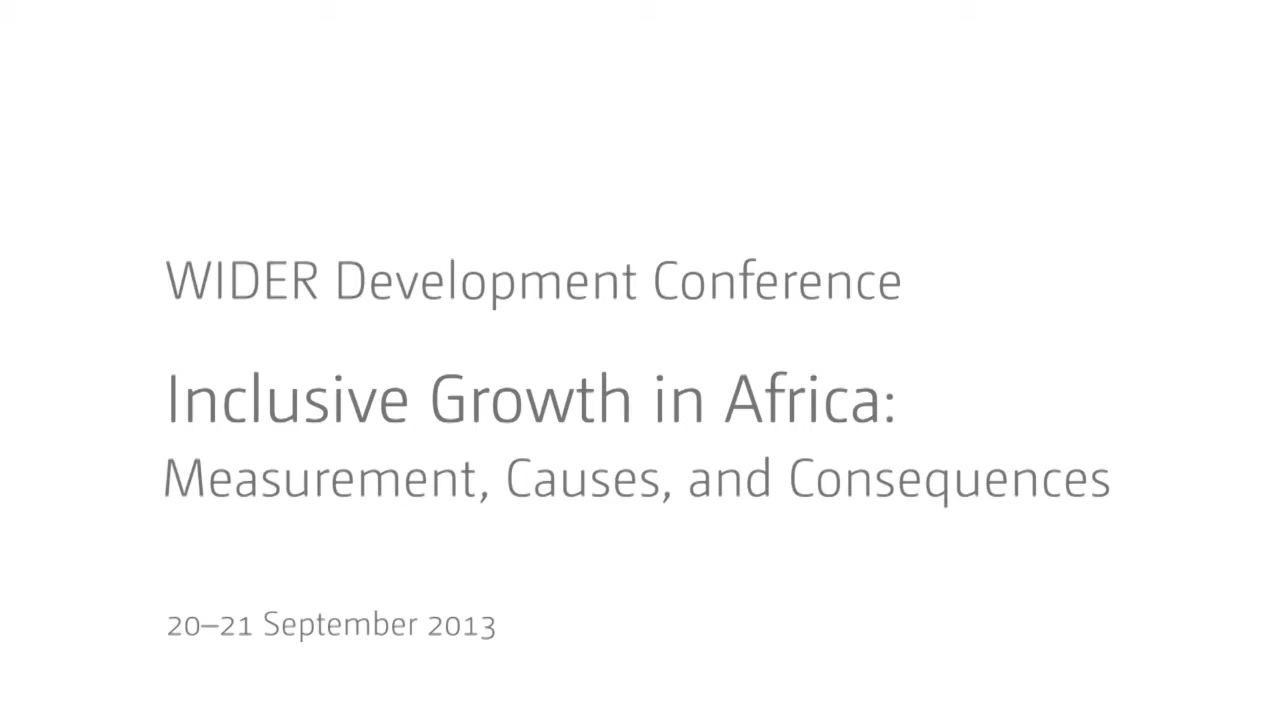 WIDER Development Conference
Inclusive Growth in Africa:
Measurement, Causes, and Consequences
20–21 September 2013